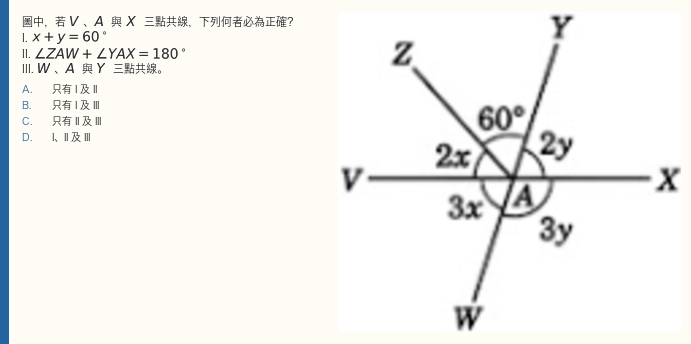 圖中，若 V 、A 與 X 三點共線，下列何者必為正確？
I. x + y = 60°
II. ∠ZAW + ∠YAX = 180°
III. W 、A 與 Y 三點共線。
A. 只有 I 及 II
B. 只有 I 及 III
C. 只有 II 及 III
D. I、II 及 III
Y
Z
60°
2x
2y
V
X
A
3x
3y
W